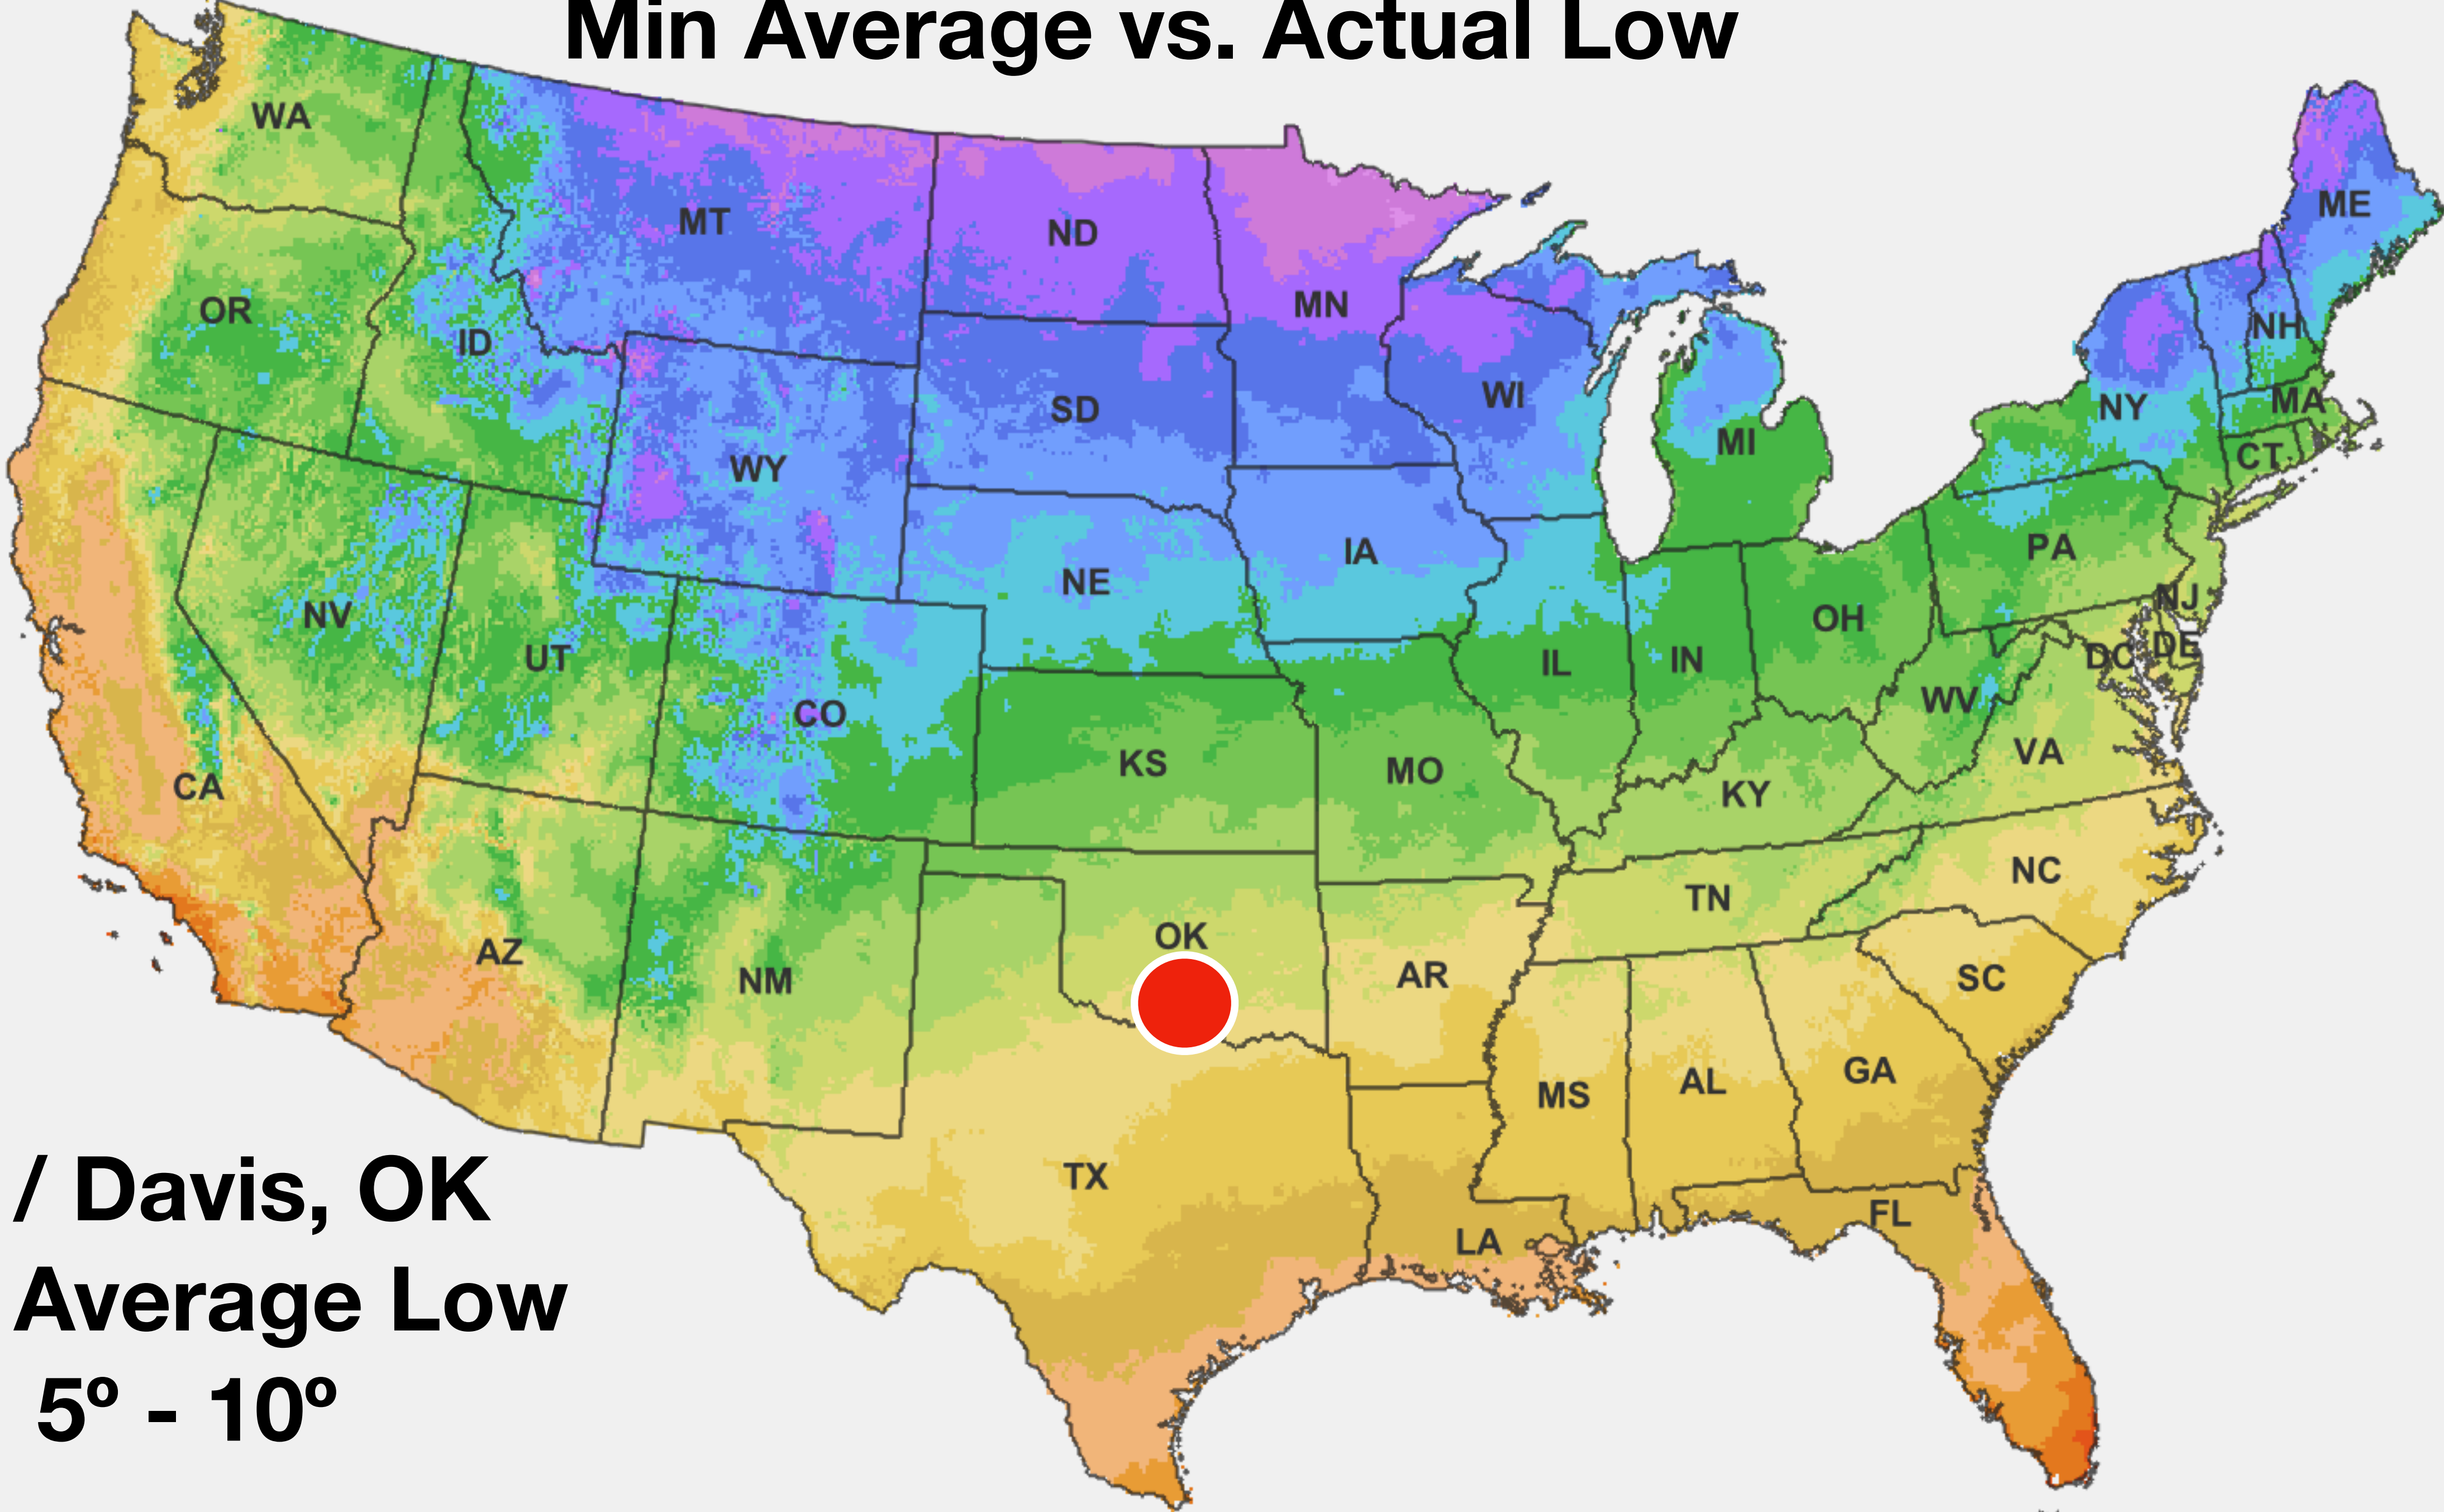 Min Average vs. Actual Low
WA
MT
ND
MN
ME
OR
ID
SD
WI
NH
WY
MI
NY
MA
CT
NE
IA
PA
NV
UT
CO
IL
IN
OH
NJ
DE
DC
WV
CA
KS
MO
KY
VA
AZ
NM
OK
AR
TN
NC
SC
TX
MS
AL
GA
LA
FL
/ Davis, OK
Average Low
5º - 10º